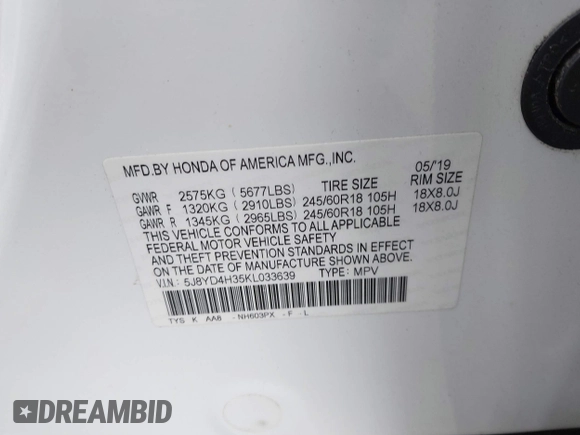 MFD.BY HONDA OF AMERICA MFG.,INC. 05/'19
GVWR 2575KG ( 5677LBS) TIRE SIZE RIM SIZE
GAWR F 1320KG ( 2910LBS) 245/60R18 105H 18X8.0J
GAWR R 1345KG ( 2965LBS) 245/60R18 105H 18X8.0J
THIS VEHICLE CONFORMS TO ALL APPLICABLE
FEDERAL MOTOR VEHICLE SAFETY
AND THEFT PREVENTION STANDARDS IN EFFECT
ON THE DATE OF MANUFACTURE SHOWN ABOVE.
V.I.N.: 5J8YD4H35KL033639 TYPE: MPV
TYS K AA8 -NH603PX -F -L
DREAMBID